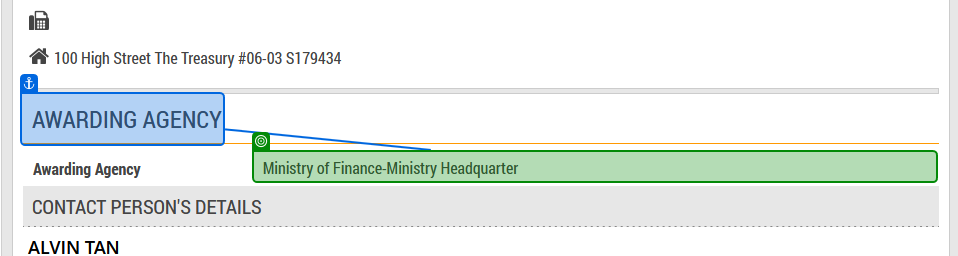 100 High Street The Treasury #06-03 S179434
AWARDING AGENCY
Awarding Agency
Ministry of Finance-Ministry Headquarter
CONTACT PERSON'S DETAILS
ALVIN TAN